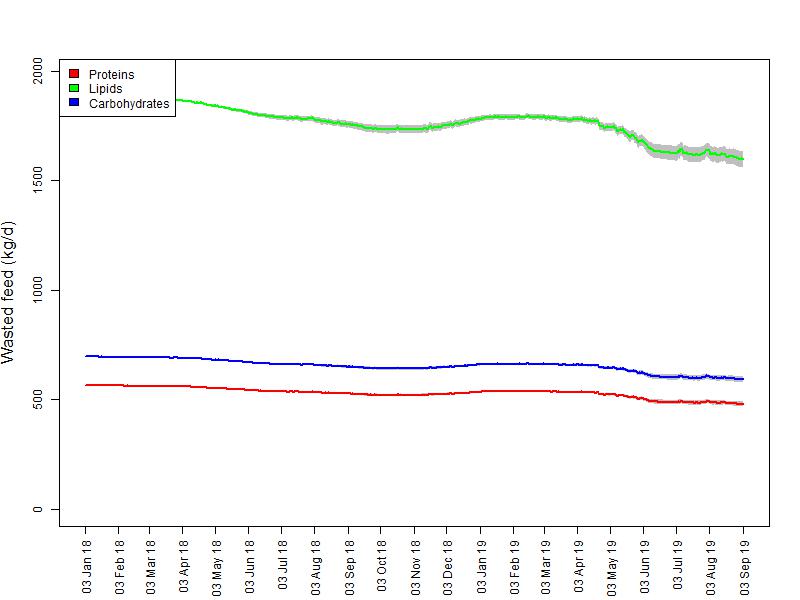 Proteins
Lipids
Carbohydrates
Wasted feed (kg/d)
2000
1500
1000
500
0
03 Jan 18
03 Feb 18
03 Mar 18
03 Apr 18
03 May 18
03 Jun 18
03 Jul 18
03 Aug 18
03 Sep 18
03 Oct 18
03 Nov 18
03 Dec 18
03 Jan 19
03 Feb 19
03 Mar 19
03 Apr 19
03 May 19
03 Jun 19
03 Jul 19
03 Aug 19
03 Sep 19